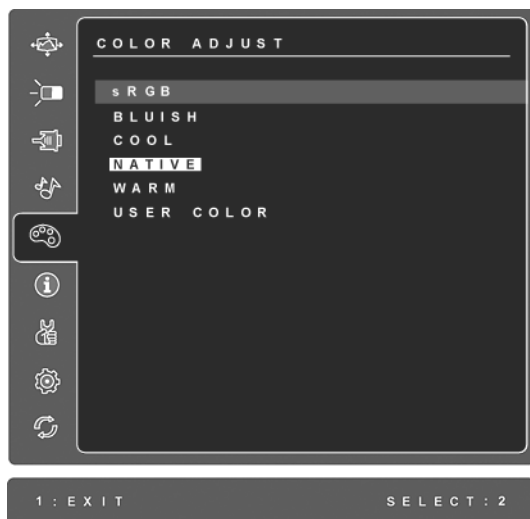 COLOR ADJUST
sRGB
BLUISH
COOL
NATIVE
WARM
USER COLOR
1:EXIT SELECT:2